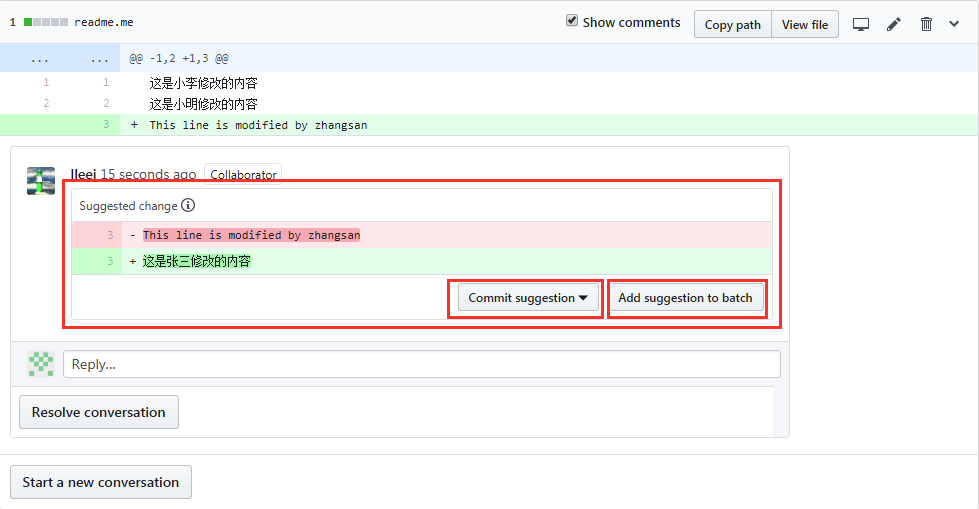 1 readme.me Show comments Copy path View file
... ... @@ -1,2 +1,3 @@
1 1 这是小李修改的内容
2 2 这是小明修改的内容
3 + This line is modified by zhangsan
lleei 15 seconds ago Collaborator
Suggested change
3 - This line is modified by zhangsan
3 + 这是张三修改的内容
Commit suggestion Add suggestion to batch
Reply...
Resolve conversation
Start a new conversation